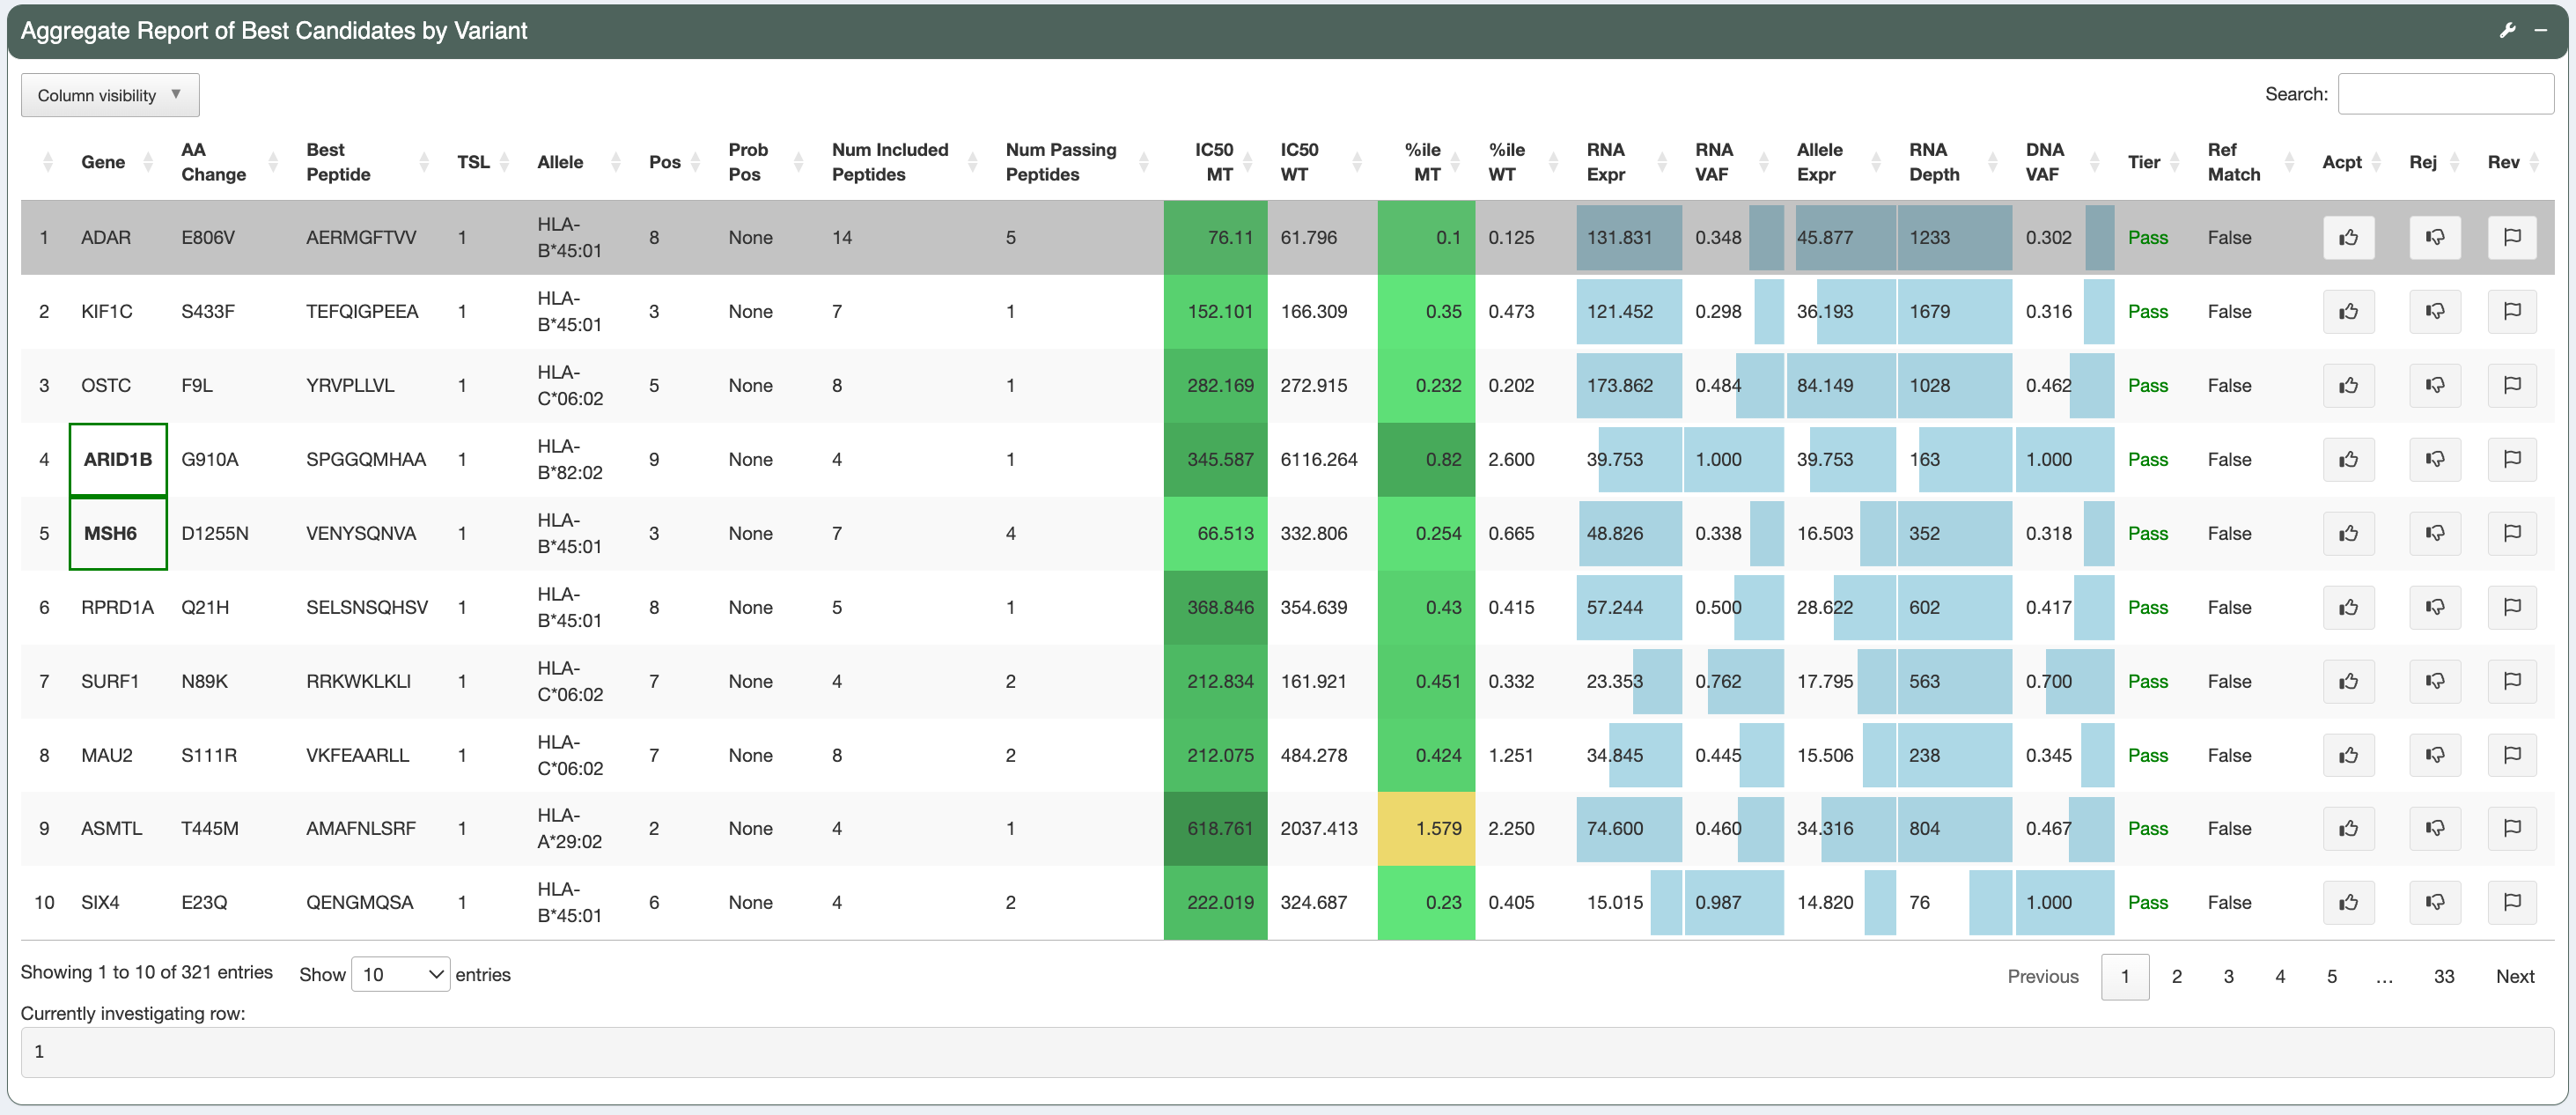 Aggregate Report of Best Candidates by Variant
Column visibility ▼
Search:
Gene AA Change Best Peptide TSL Allele Pos Prob Pos Num Included Peptides Num Passing Peptides IC50 MT IC50 WT %ile MT %ile WT RNA Expr RNA VAF Allele Expr RNA Depth DNA VAF Tier Ref Match Acpt Rej Rev
1 ADAR E806V AERMGFTVV 1 HLA-B*45:01 8 None 14 5 76.11 61.796 0.1 0.125 131.831 0.348 45.877 1233 0.302 Pass False
2 KIF1C S433F TEFQIGPEEA 1 HLA-B*45:01 3 None 7 1 152.101 166.309 0.35 0.473 121.452 0.298 36.193 1679 0.316 Pass False
3 OSTC F9L YRVPLLVL 1 HLA-C*06:02 5 None 8 1 282.169 272.915 0.232 0.202 173.862 0.484 84.149 1028 0.462 Pass False
4 ARID1B G910A SPGGQMHAA 1 HLA-B*82:02 9 None 4 1 345.587 6116.264 0.82 2.600 39.753 1.000 39.753 163 1.000 Pass False
5 MSH6 D1255N VENYSQNVA 1 HLA-B*45:01 3 None 7 4 66.513 332.806 0.254 0.665 48.826 0.338 16.503 352 0.318 Pass False
6 RPRD1A Q21H SELSNSQHSV 1 HLA-B*45:01 8 None 5 1 368.846 354.639 0.43 0.415 57.244 0.500 28.622 602 0.417 Pass False
7 SURF1 N89K RRKWKLKLI 1 HLA-C*06:02 7 None 4 2 212.834 161.921 0.451 0.332 23.353 0.762 17.795 563 0.700 Pass False
8 MAU2 S111R VKFEAARLL 1 HLA-C*06:02 7 None 8 2 212.075 484.278 0.424 1.251 34.845 0.445 15.506 238 0.345 Pass False
9 ASMTL T445M AMAFNLSRF 1 HLA-A*29:02 2 None 4 1 618.761 2037.413 1.579 2.250 74.600 0.460 34.316 804 0.467 Pass False
10 SIX4 E23Q QENGMQSA 1 HLA-B*45:01 6 None 4 2 222.019 324.687 0.23 0.405 15.015 0.987 14.820 76 1.000 Pass False
Showing 1 to 10 of 321 entries Show 10 entries Previous 1 2 3 4 5 … 33 Next
Currently investigating row:
1